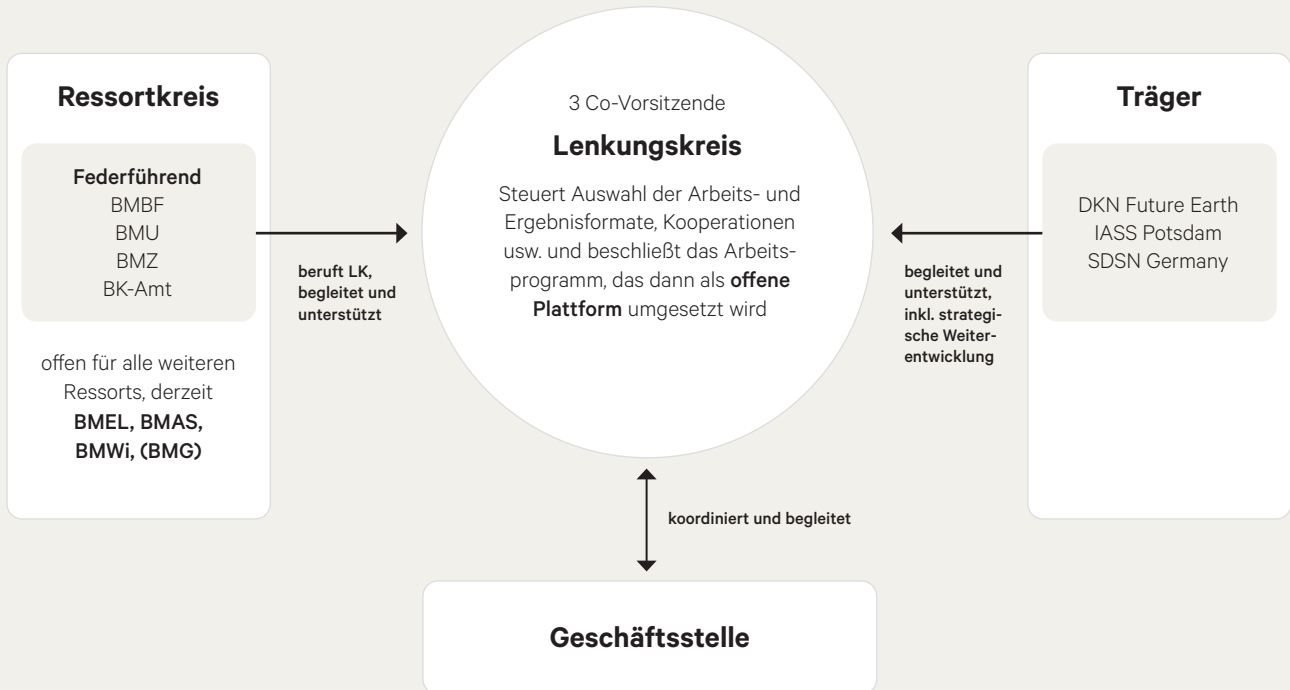 Ressortkreis
Federführend
BMBF
BMU
BMZ
BK-Amt
offen für alle weiteren
Ressorts, derzeit
BMEL, BMAS,
BMWi, (BMG)
beruft LK,
begleitet und
unterstützt
3 Co-Vorsitzende
Lenkungskreis
Steuert Auswahl der Arbeits- und
Ergebnisformate, Kooperationen
usw. und beschließt das Arbeits-
programm, das dann als offene
Plattform umgesetzt wird
begleitet und
unterstützt,
inkl. strategi-
sche Weiter-
entwicklung
Träger
DKN Future Earth
IASS Potsdam
SDSN Germany
koordiniert und begleitet
Geschäftsstelle